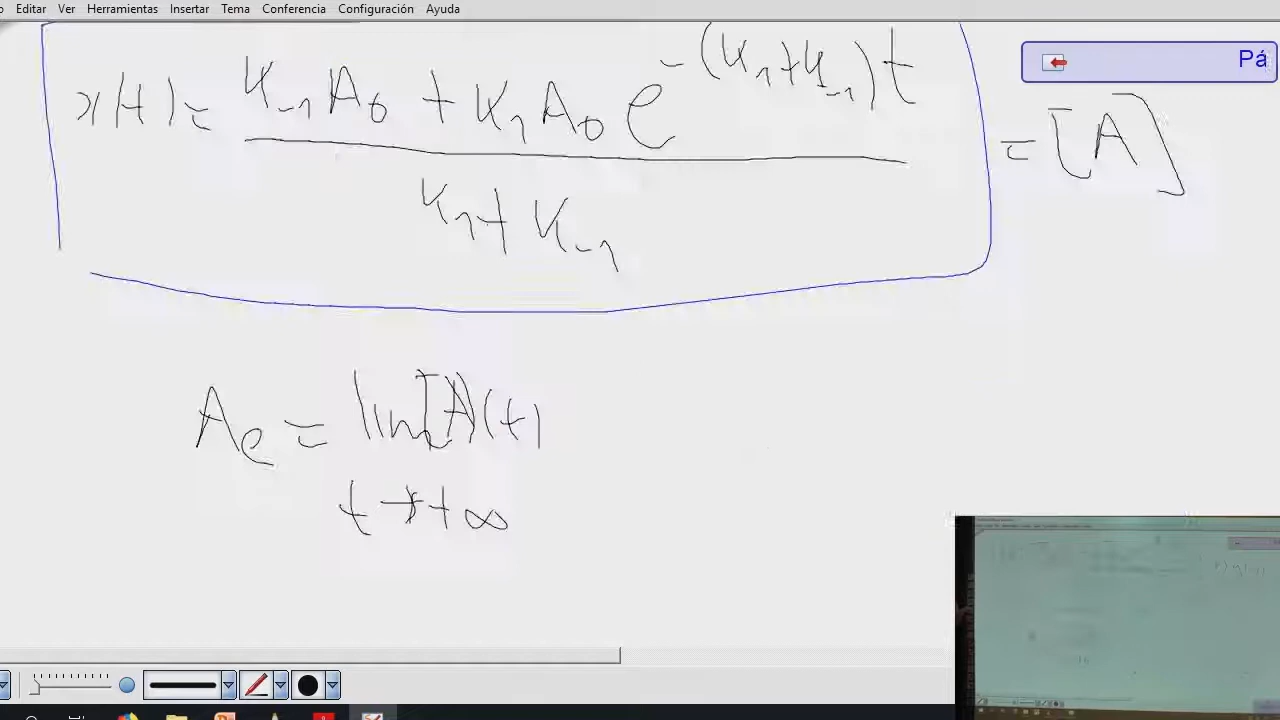 Editar Ver Herramientas Insertar Tema Conferencia Configuración Ayuda
Pá
x(t) = (K₋₁A₀ + K₁A₀e^{-(K₁+K₋₁)t}) / (K₁ + K₋₁) = [A]
Aₑ = lim [A](t)
t → +∞